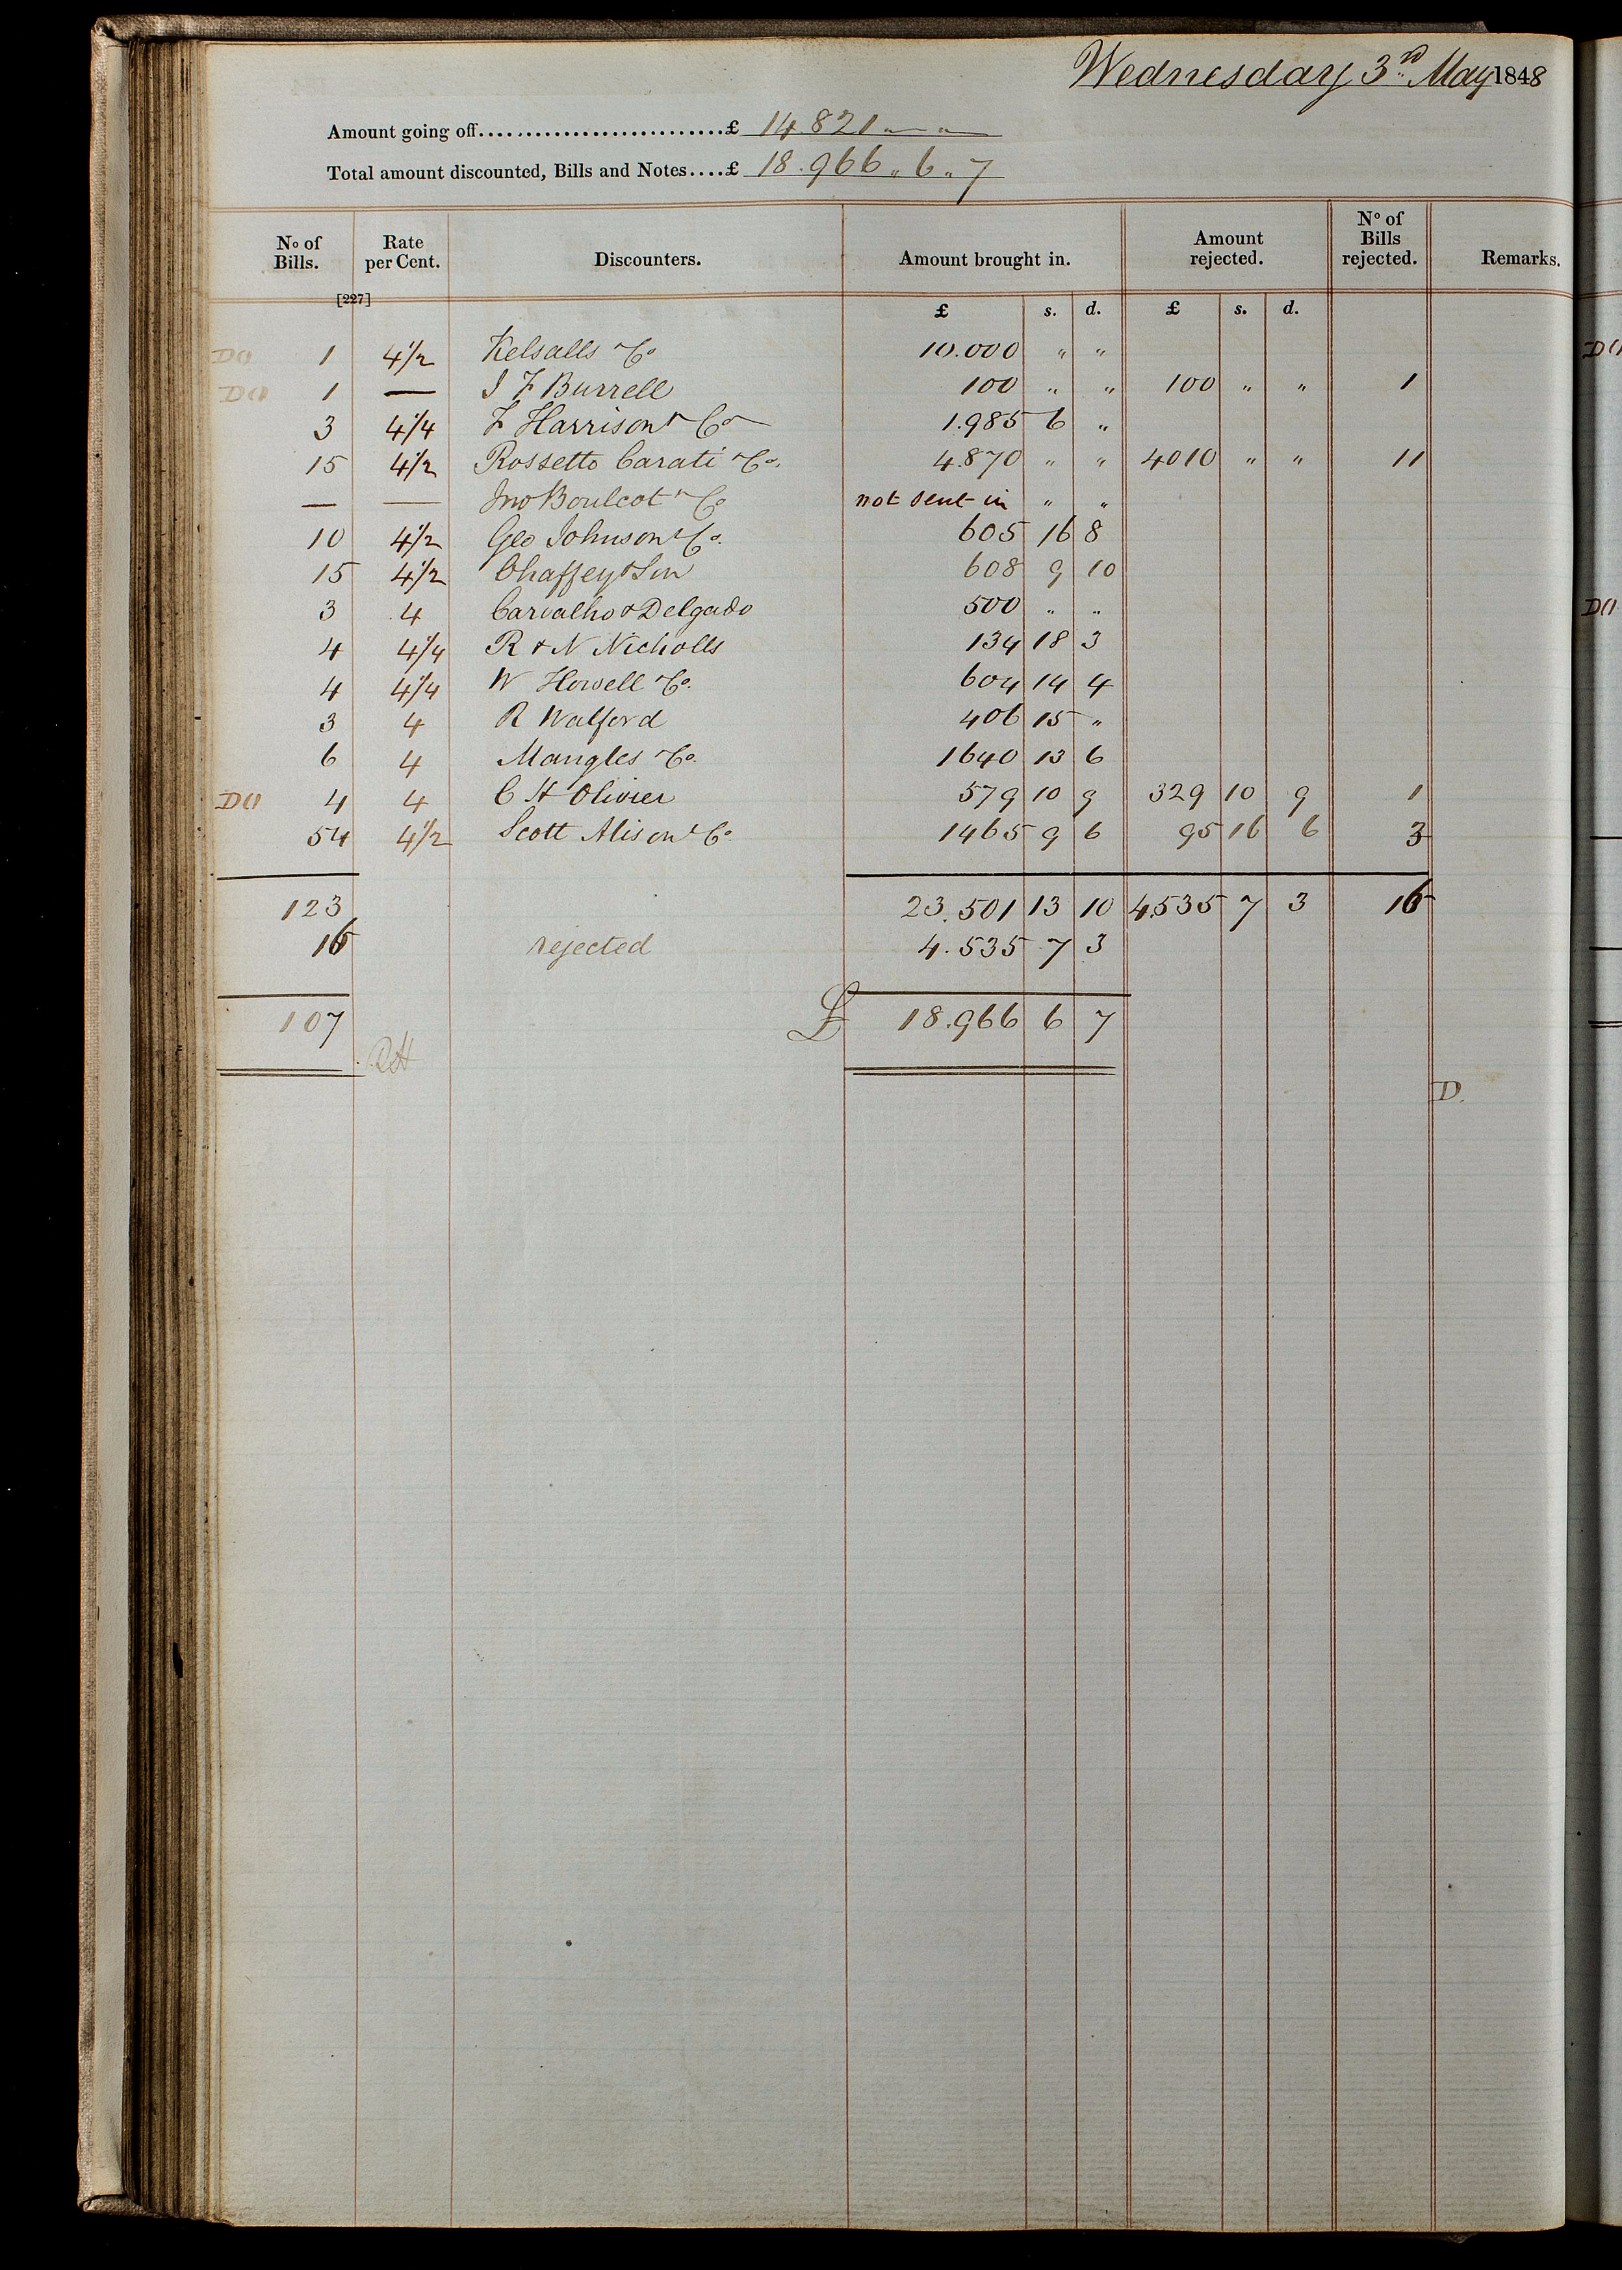 Wednesday 3rd May 1848
Amount going off..........................£ 14.821 „ — „
Total amount discounted, Bills and Notes....£ 18.966 „ 6 „ 7
No of Bills. Rate per Cent. Discounters. Amount brought in. Amount rejected. No of Bills rejected. Remarks.
[227]
£ s. d. £ s. d.
DO 1 4½ Kelsalls & Co 10.000 „ „
DO 1 — J F Burrell 100 „ „ 100 „ „ 1
3 4¼ F Harrison & Co 1.985 6 „
15 4½ Rossetto Carati & Co. 4.870 „ „ 4010 „ „ 11
— — Jno Boulcot & Co not sent in „ „
10 4½ Geo Johnson & Co. 605 16 8
15 4½ Chaffey & Son 608 9 10
3 4 Carvalho & Delgado 500 „ „
4 4¼ R & N Nicholls 134 18 3
4 4¼ W Howell & Co. 604 14 4
3 4 R Walford 406 15 „
6 4 Mangles & Co. 1640 13 6
DO 4 4 C H Olivier 579 10 9 329 10 9 1
54 4½ Scott Alison & Co. 1465 9 6 95 16 6 3
123 23.501 13 10 4.535 7 3 16
16 rejected 4.535 7 3
107 £ 18.966 6 7
RH
D.
DO
DO